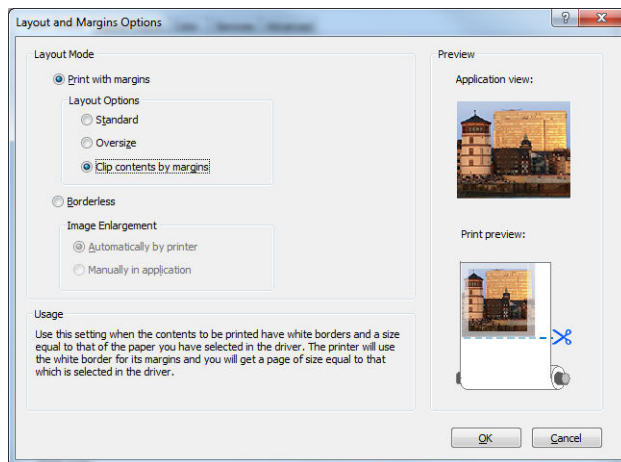 Layout and Margins Options
Layout Mode
Print with margins
Layout Options
Standard
Oversize
Clip contents by margins
Borderless
Image Enlargement
Automatically by printer
Manually in application
Usage
Use this setting when the contents to be printed have white borders and a size
equal to that of the paper you have selected in the driver. The printer will use
the white border for its margins and you will get a page of size equal to that
which is selected in the driver.
Preview
Application view:
Print preview:
OK
Cancel